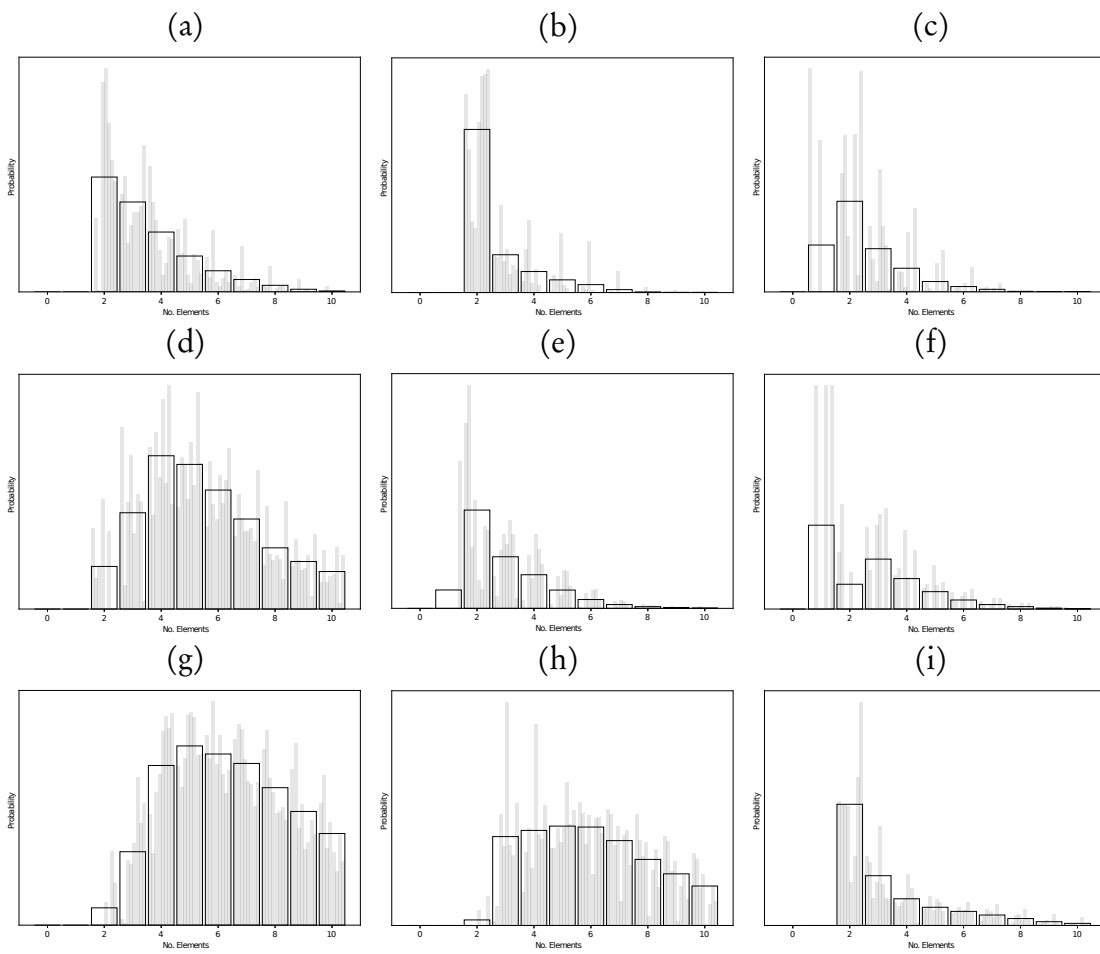 (a) (b) (c)
Probability Probability Probability
0 2 4 6 8 10 0 2 4 6 8 10 0 2 4 6 8 10
No. Elements No. Elements No. Elements
(d) (e) (f)
Probability Probability Probability
0 2 4 6 8 10 0 2 4 6 8 10 0 2 4 6 8 10
No. Elements No. Elements No. Elements
(g) (h) (i)
Probability Probability Probability
0 2 4 6 8 10 0 2 4 6 8 10 0 2 4 6 8 10
No. Elements No. Elements No. Elements